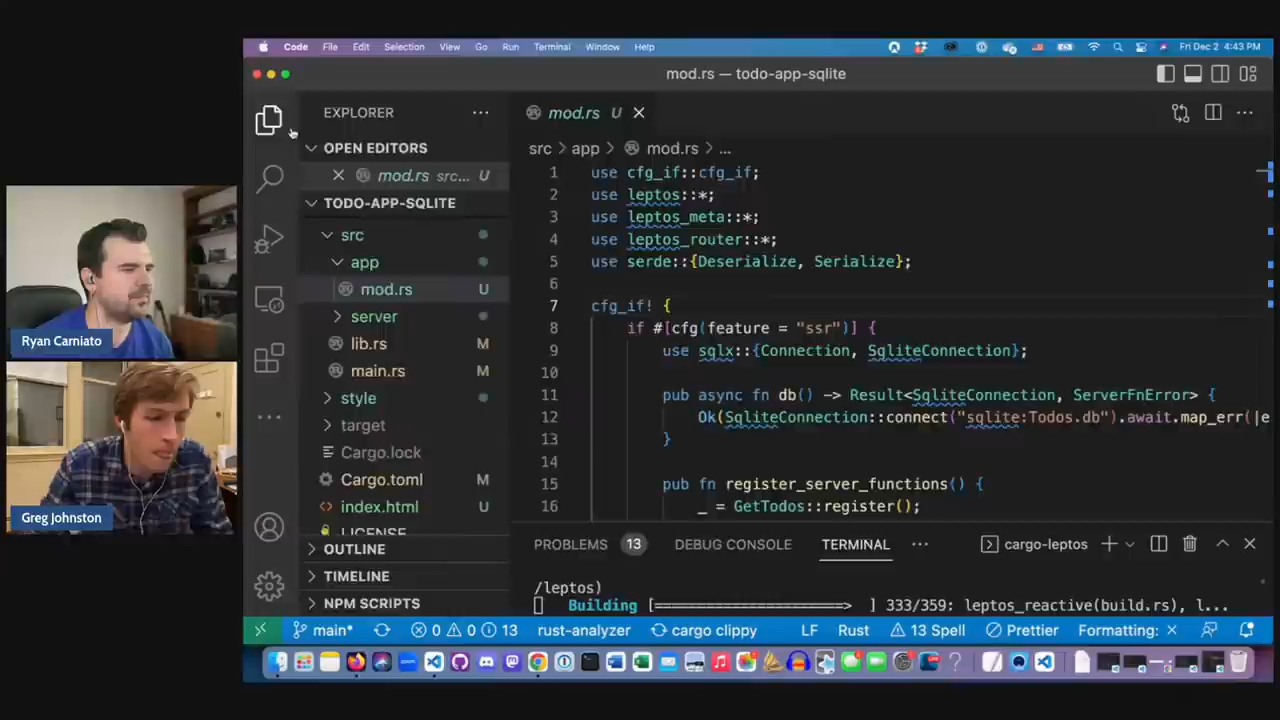 Code File Edit Selection View Go Run Terminal Window Help Fri Dec 2 4:43 PM
mod.rs — todo-app-sqlite
EXPLORER
OPEN EDITORS
mod.rs src... U
TODO-APP-SQLITE
src
app
mod.rs U
server
lib.rs M
main.rs M
style
target
Cargo.lock
Cargo.toml M
index.html U
LICENSE
OUTLINE
TIMELINE
NPM SCRIPTS
mod.rs U
src > app > mod.rs > ...
1 use cfg_if::cfg_if;
2 use leptos::*;
3 use leptos_meta::*;
4 use leptos_router::*;
5 use serde::{Deserialize, Serialize};
6
7 cfg_if! {
8 if #[cfg(feature = "ssr")] {
9 use sqlx::{Connection, SqliteConnection};
10
11 pub async fn db() -> Result<SqliteConnection, ServerFnError> {
12 Ok(SqliteConnection::connect("sqlite:Todos.db").await.map_err(|e
13 }
14
15 pub fn register_server_functions() {
16 _ = GetTodos::register();
PROBLEMS 13 DEBUG CONSOLE TERMINAL ... cargo-leptos
/leptos)
Building [=======================> ] 333/359: leptos_reactive(build.rs), l...
main* 0 0 13 rust-analyzer cargo clippy LF Rust 13 Spell Prettier Formatting: ×
Ryan Carniato
Greg Johnston